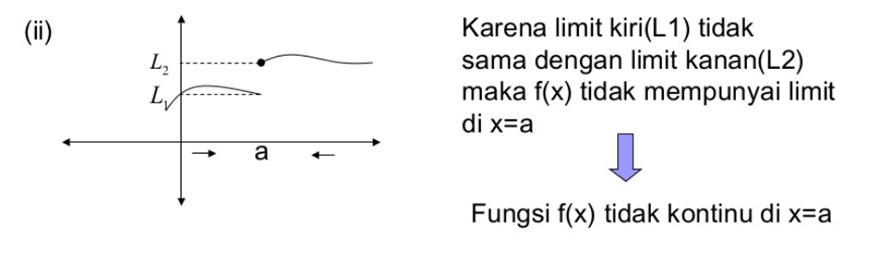 (ii)
L₂
L₁
a
Karena limit kiri(L1) tidak
sama dengan limit kanan(L2)
maka f(x) tidak mempunyai limit
di x=a
Fungsi f(x) tidak kontinu di x=a